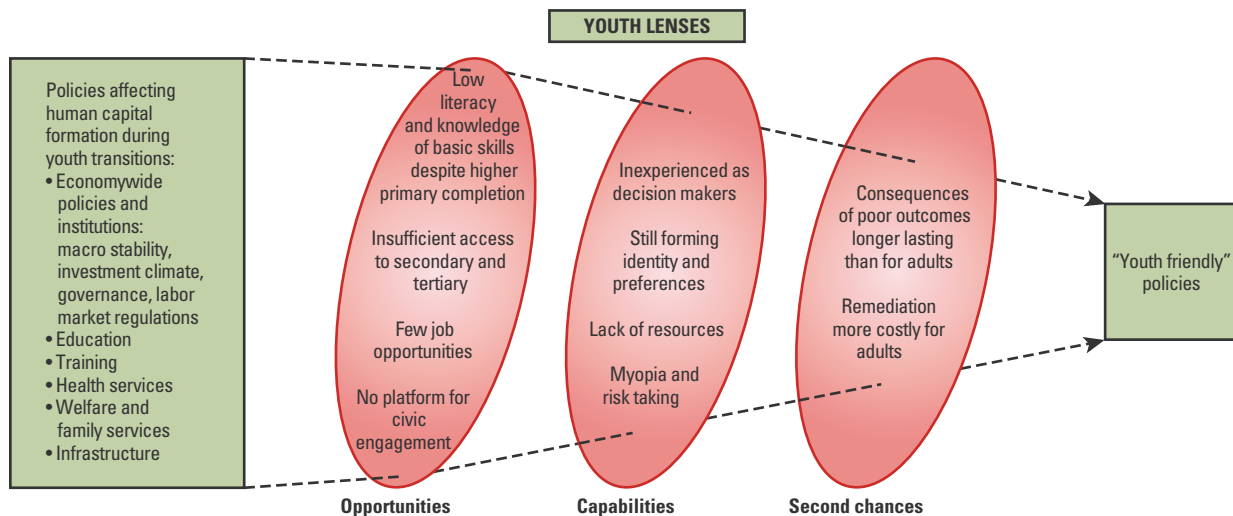 YOUTH LENSES
Policies affecting
human capital
formation during
youth transitions:
• Economywide
policies and
institutions:
macro stability,
investment climate,
governance, labor
market regulations
• Education
• Training
• Health services
• Welfare and
family services
• Infrastructure
Low
literacy
and knowledge
of basic skills
despite higher
primary completion
Insufficient access
to secondary and
tertiary
Few job
opportunities
No platform for
civic
engagement
Opportunities
Inexperienced as
decision makers
Still forming
identity and
preferences
Lack of resources
Myopia and
risk taking
Capabilities
Consequences
of poor outcomes
longer lasting
than for adults
Remediation
more costly for
adults
Second chances
“Youth friendly”
policies